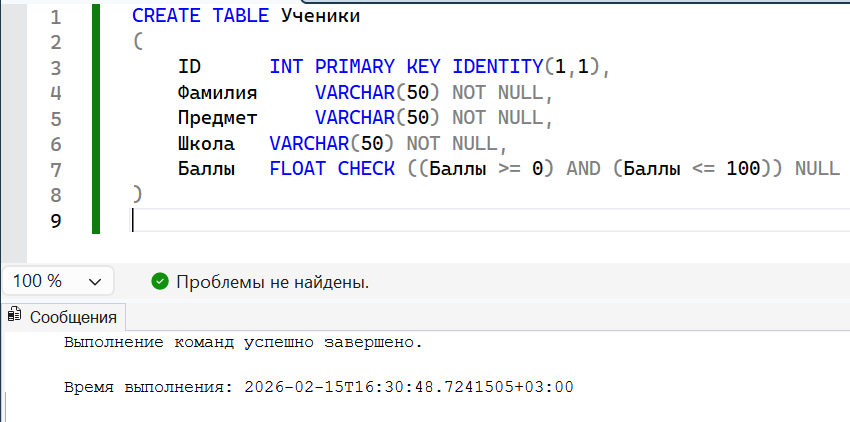 1 CREATE TABLE Ученики
2 (
3 ID INT PRIMARY KEY IDENTITY(1,1),
4 Фамилия VARCHAR(50) NOT NULL,
5 Предмет VARCHAR(50) NOT NULL,
6 Школа VARCHAR(50) NOT NULL,
7 Баллы FLOAT CHECK ((Баллы >= 0) AND (Баллы <= 100)) NULL
8 )
9
100 % Проблемы не найдены.
Сообщения
Выполнение команд успешно завершено.
Время выполнения: 2026-02-15T16:30:48.7241505+03:00